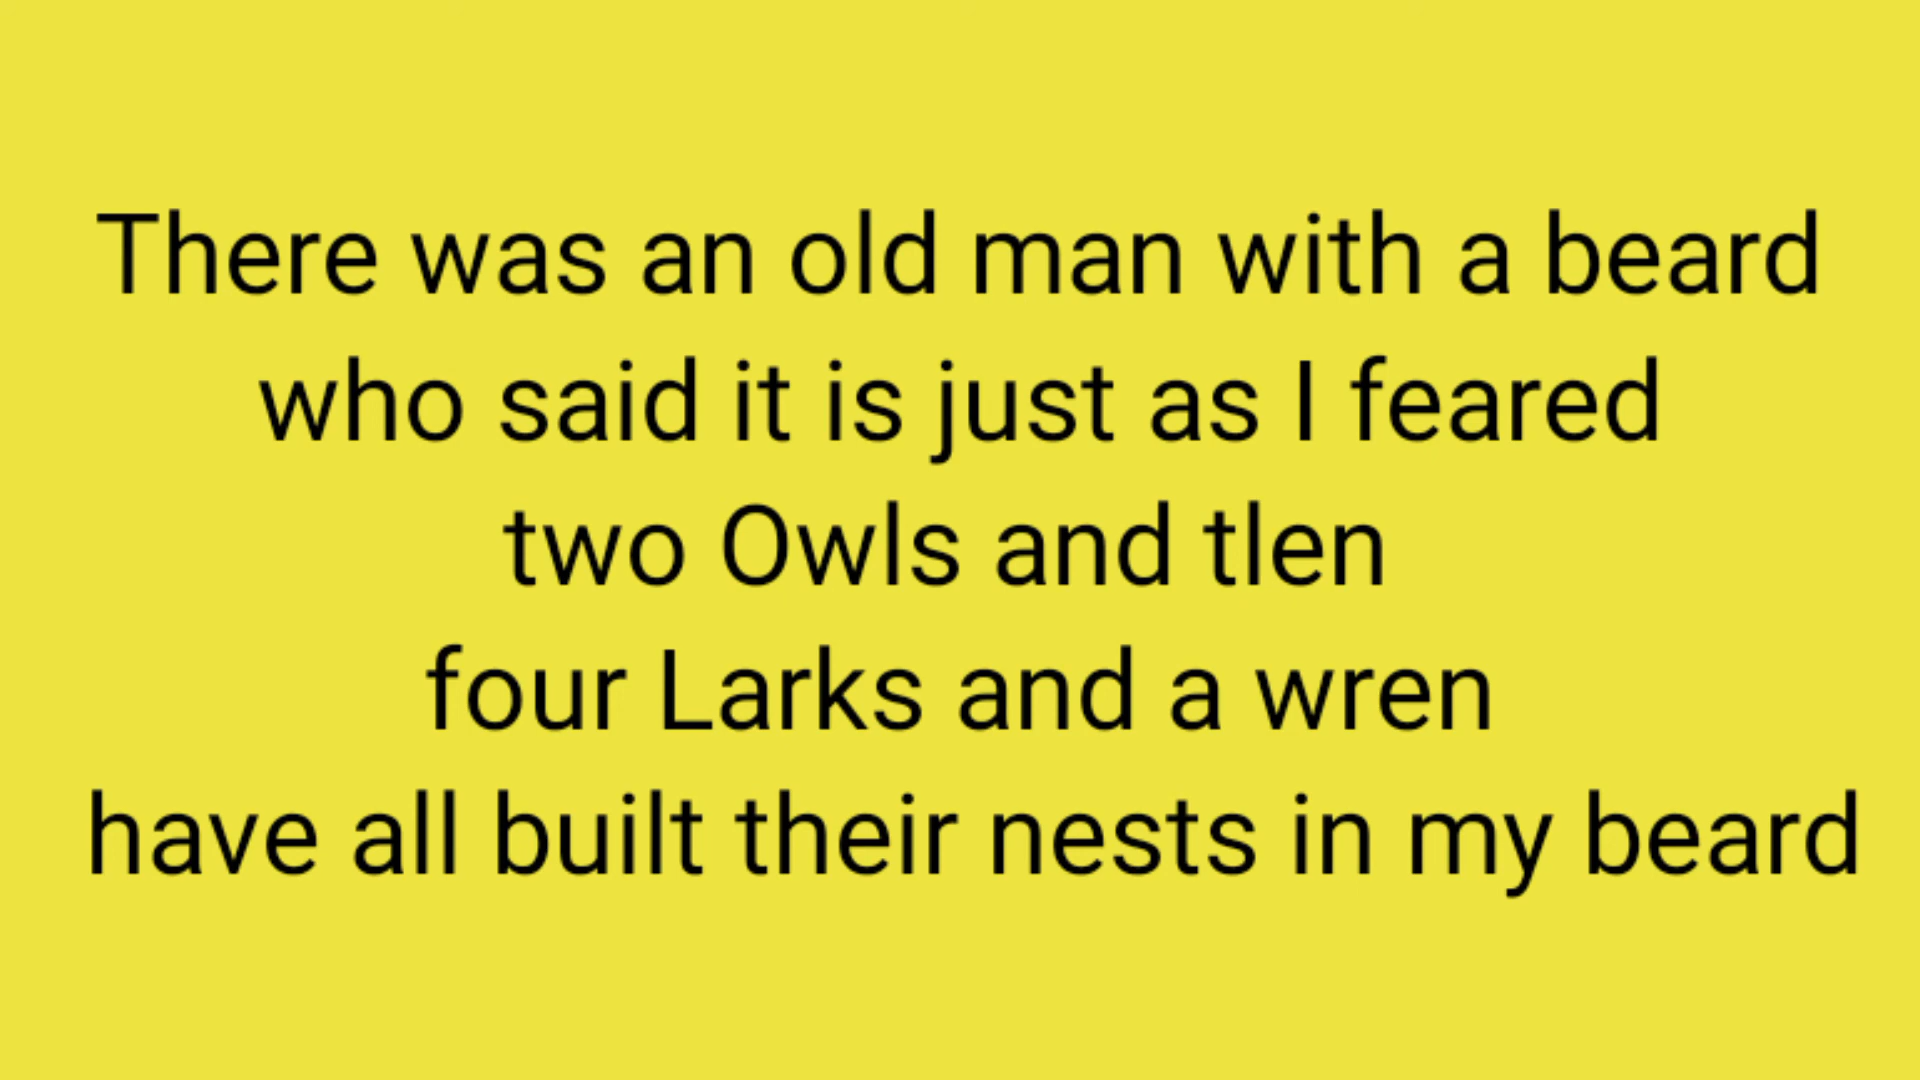 There was an old man with a beard
who said it is just as I feared
two Owls and tlen
four Larks and a wren
have all built their nests in my beard